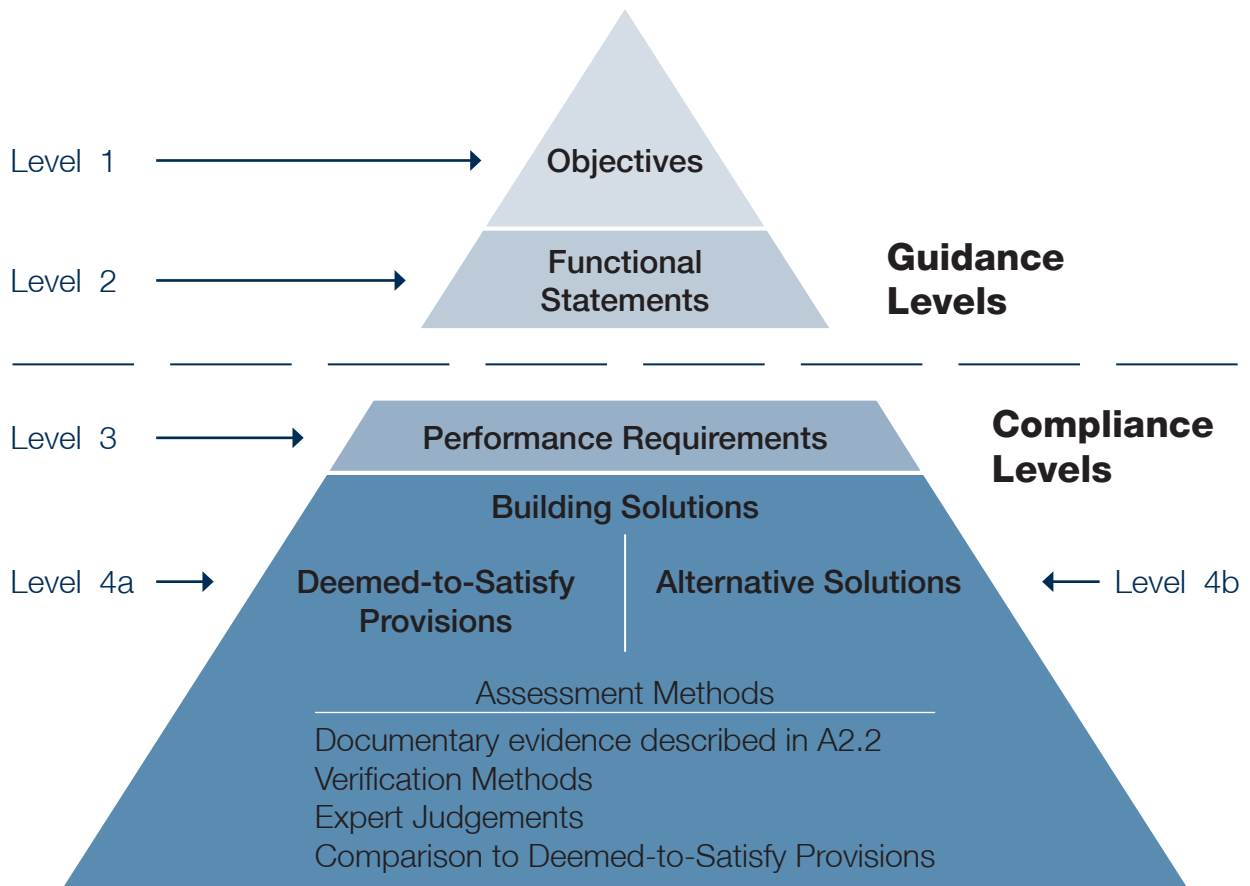 Level 1
Objectives
Level 2
Functional
Statements
Guidance
Levels
Level 3
Performance Requirements
Compliance
Levels
Building Solutions
Level 4a
Deemed-to-Satisfy
Provisions
Alternative Solutions
Level 4b
Assessment Methods
Documentary evidence described in A2.2
Verification Methods
Expert Judgements
Comparison to Deemed-to-Satisfy Provisions